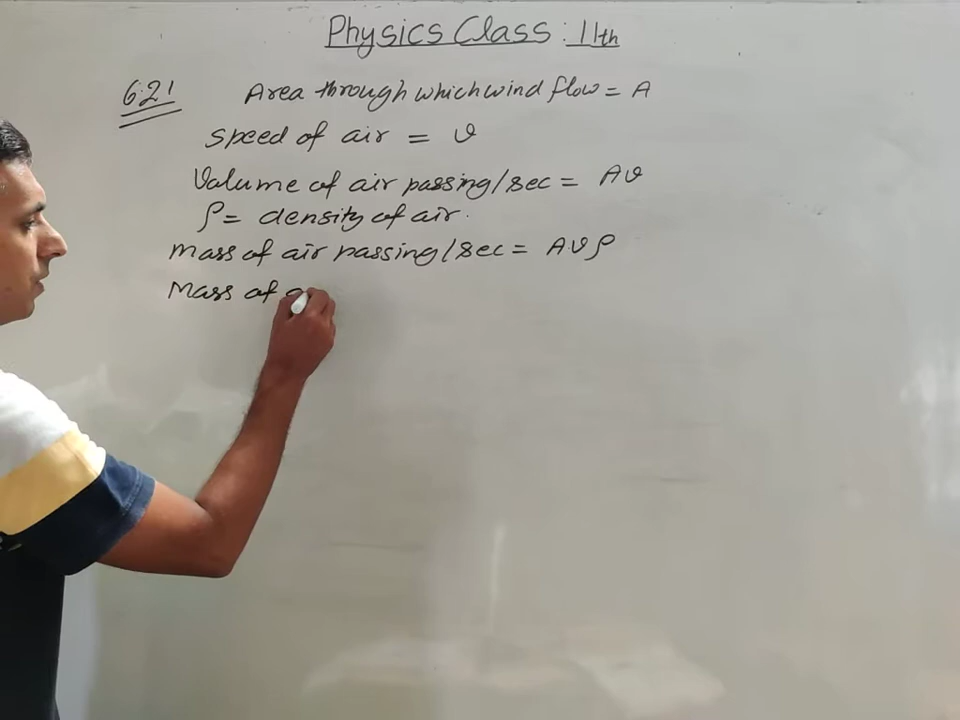 Physics Class : 11th
6.21 Area through which wind flow = A
Speed of air = v
Volume of air passing/sec = Av
ρ = density of air.
Mass of air passing/sec = Avρ
Mass of